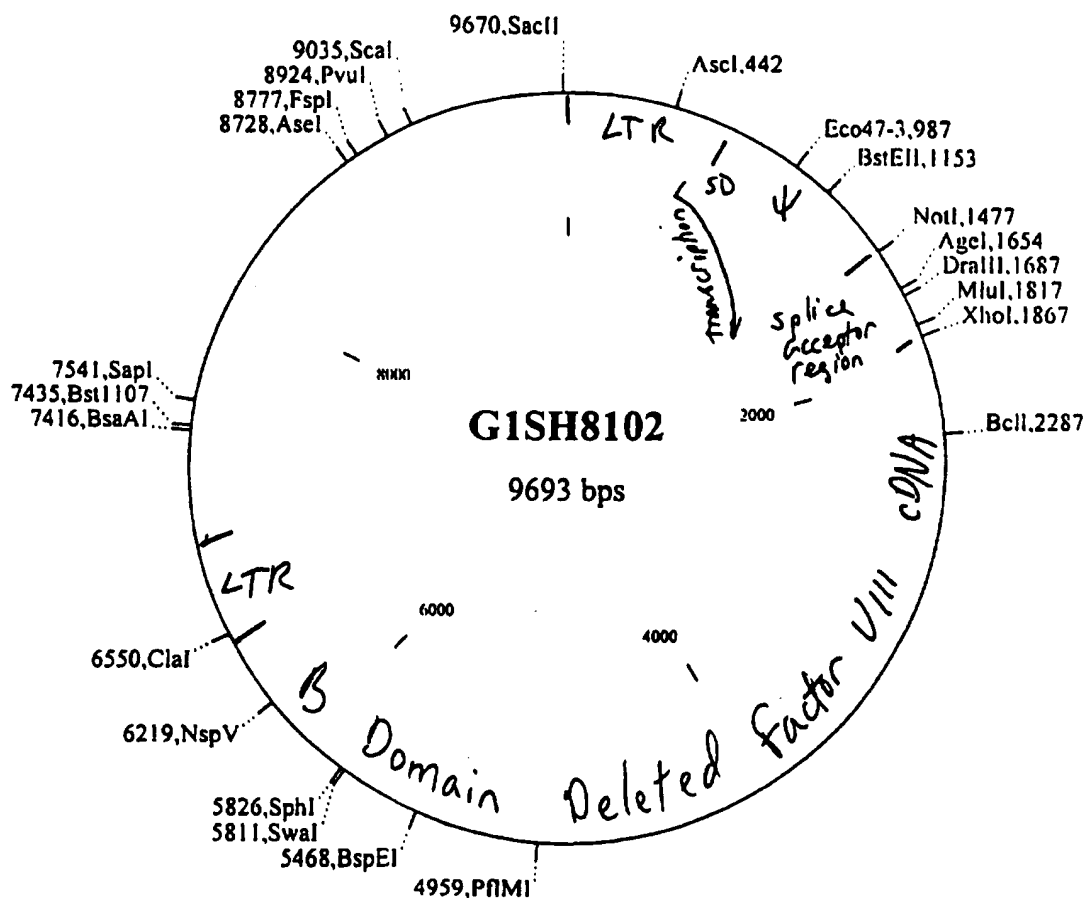 9670,SacII
9035,ScaI
8924,PvuI
8777,FspI
8728,AseI
AscI,442
Eco47-3,987
BstEII,1153
NotI,1477
AgeI,1654
DraIII,1687
MluI,1817
XhoI,1867
BclI,2287
LTR
SD
Ψ
transcription
splice
acceptor
region
7541,SapI
7435,Bst1107
7416,BsaAI
8000
2000
G1SH8102
9693 bps
cDNA
LTR
6000
4000
6550,ClaI
6219,NspV
B Domain Deleted Factor VIII
5826,SphI
5811,SwaI
5468,BspEI
4959,PflMI